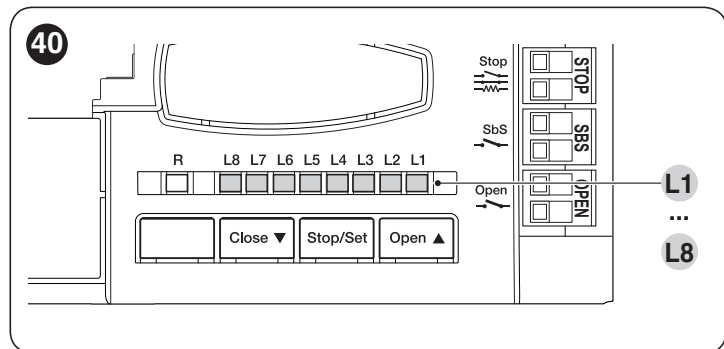 40
Stop
STOP
SbS
SBS
R L8 L7 L6 L5 L4 L3 L2 L1
Open
OPEN
L1
...
L8
Close ▼ Stop/Set Open ▲